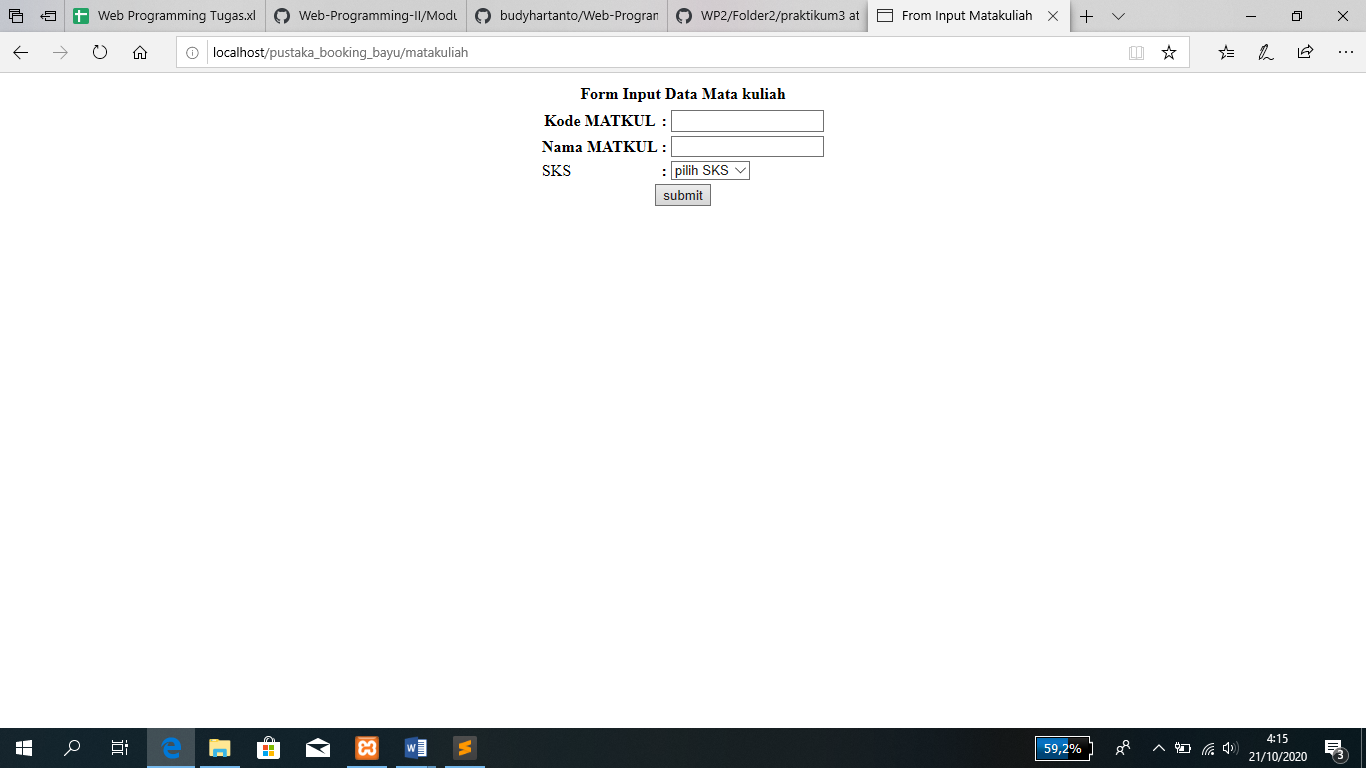 Web Programming Tugas.xl
Web-Programming-II/Modu
budyhartanto/Web-Program
WP2/Folder2/praktikum3 at
From Input Matakuliah
localhost/pustaka_booking_bayu/matakuliah
Form Input Data Mata kuliah
Kode MATKUL :
Nama MATKUL :
SKS : pilih SKS
submit
59,2%
4:15
21/10/2020
3